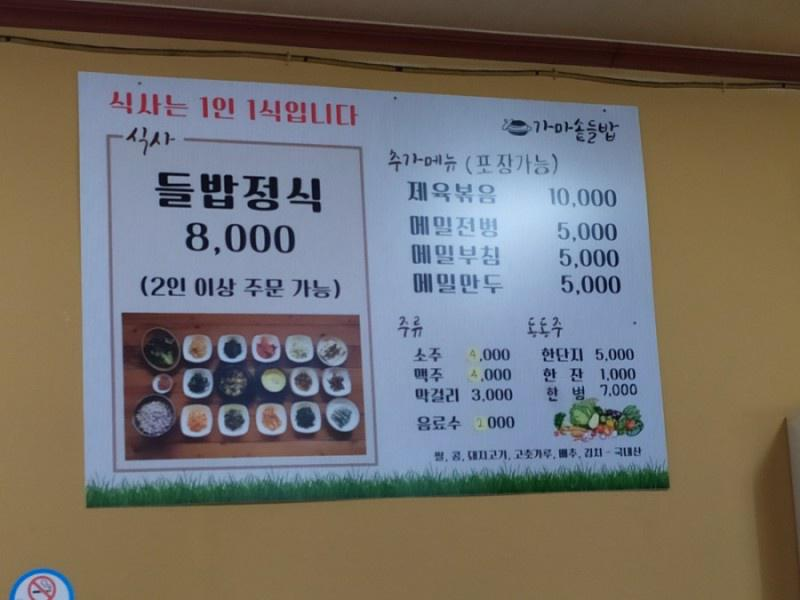 식사는 1인 1식입니다
식사
들밥정식
8,000
(2인 이상 주문 가능)
가마솥들밥
추가메뉴 (포장가능)
제육볶음 10,000
메밀전병 5,000
메밀부침 5,000
메밀만두 5,000
주류
소주 4,000
맥주 4,000
막걸리 3,000
음료수 2,000
동동주
한단지 5,000
한 잔 1,000
한 병 7,000
쌀, 콩, 돼지고기, 고춧가루, 배추, 김치 - 국내산